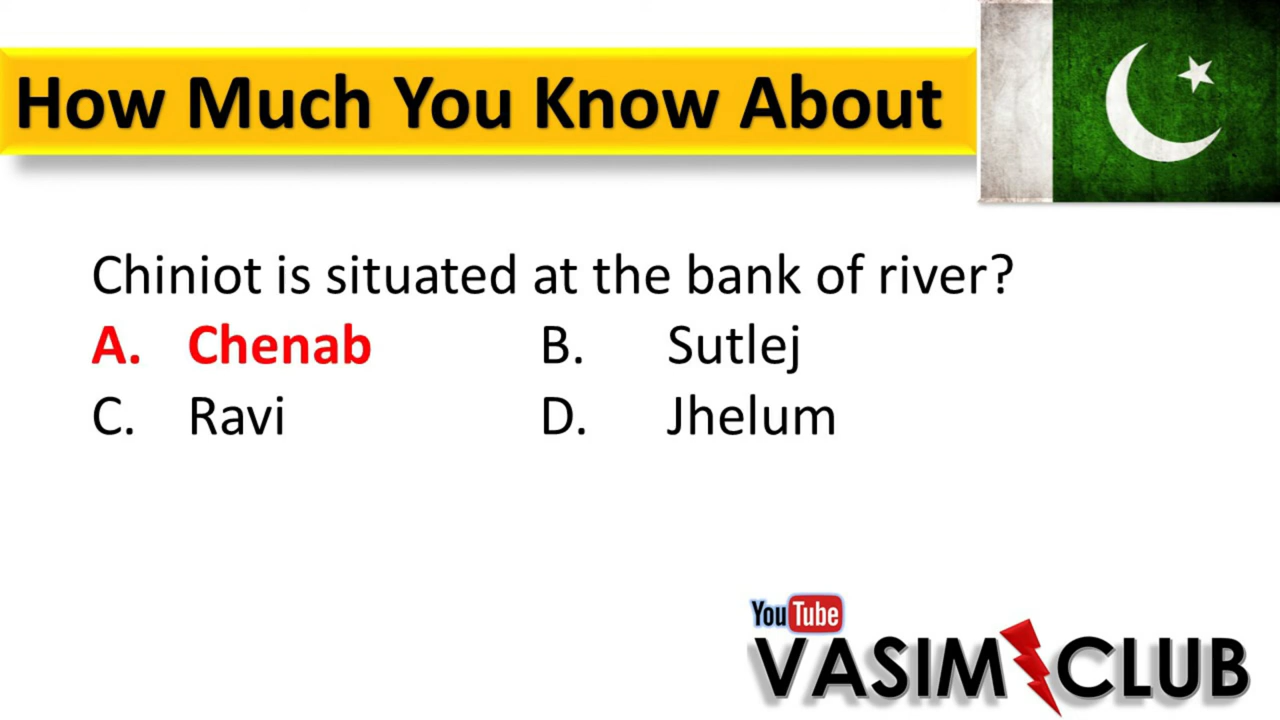 How Much You Know About
Chiniot is situated at the bank of river?
A. Chenab B. Sutlej
C. Ravi D. Jhelum
YouTube
VASIM CLUB